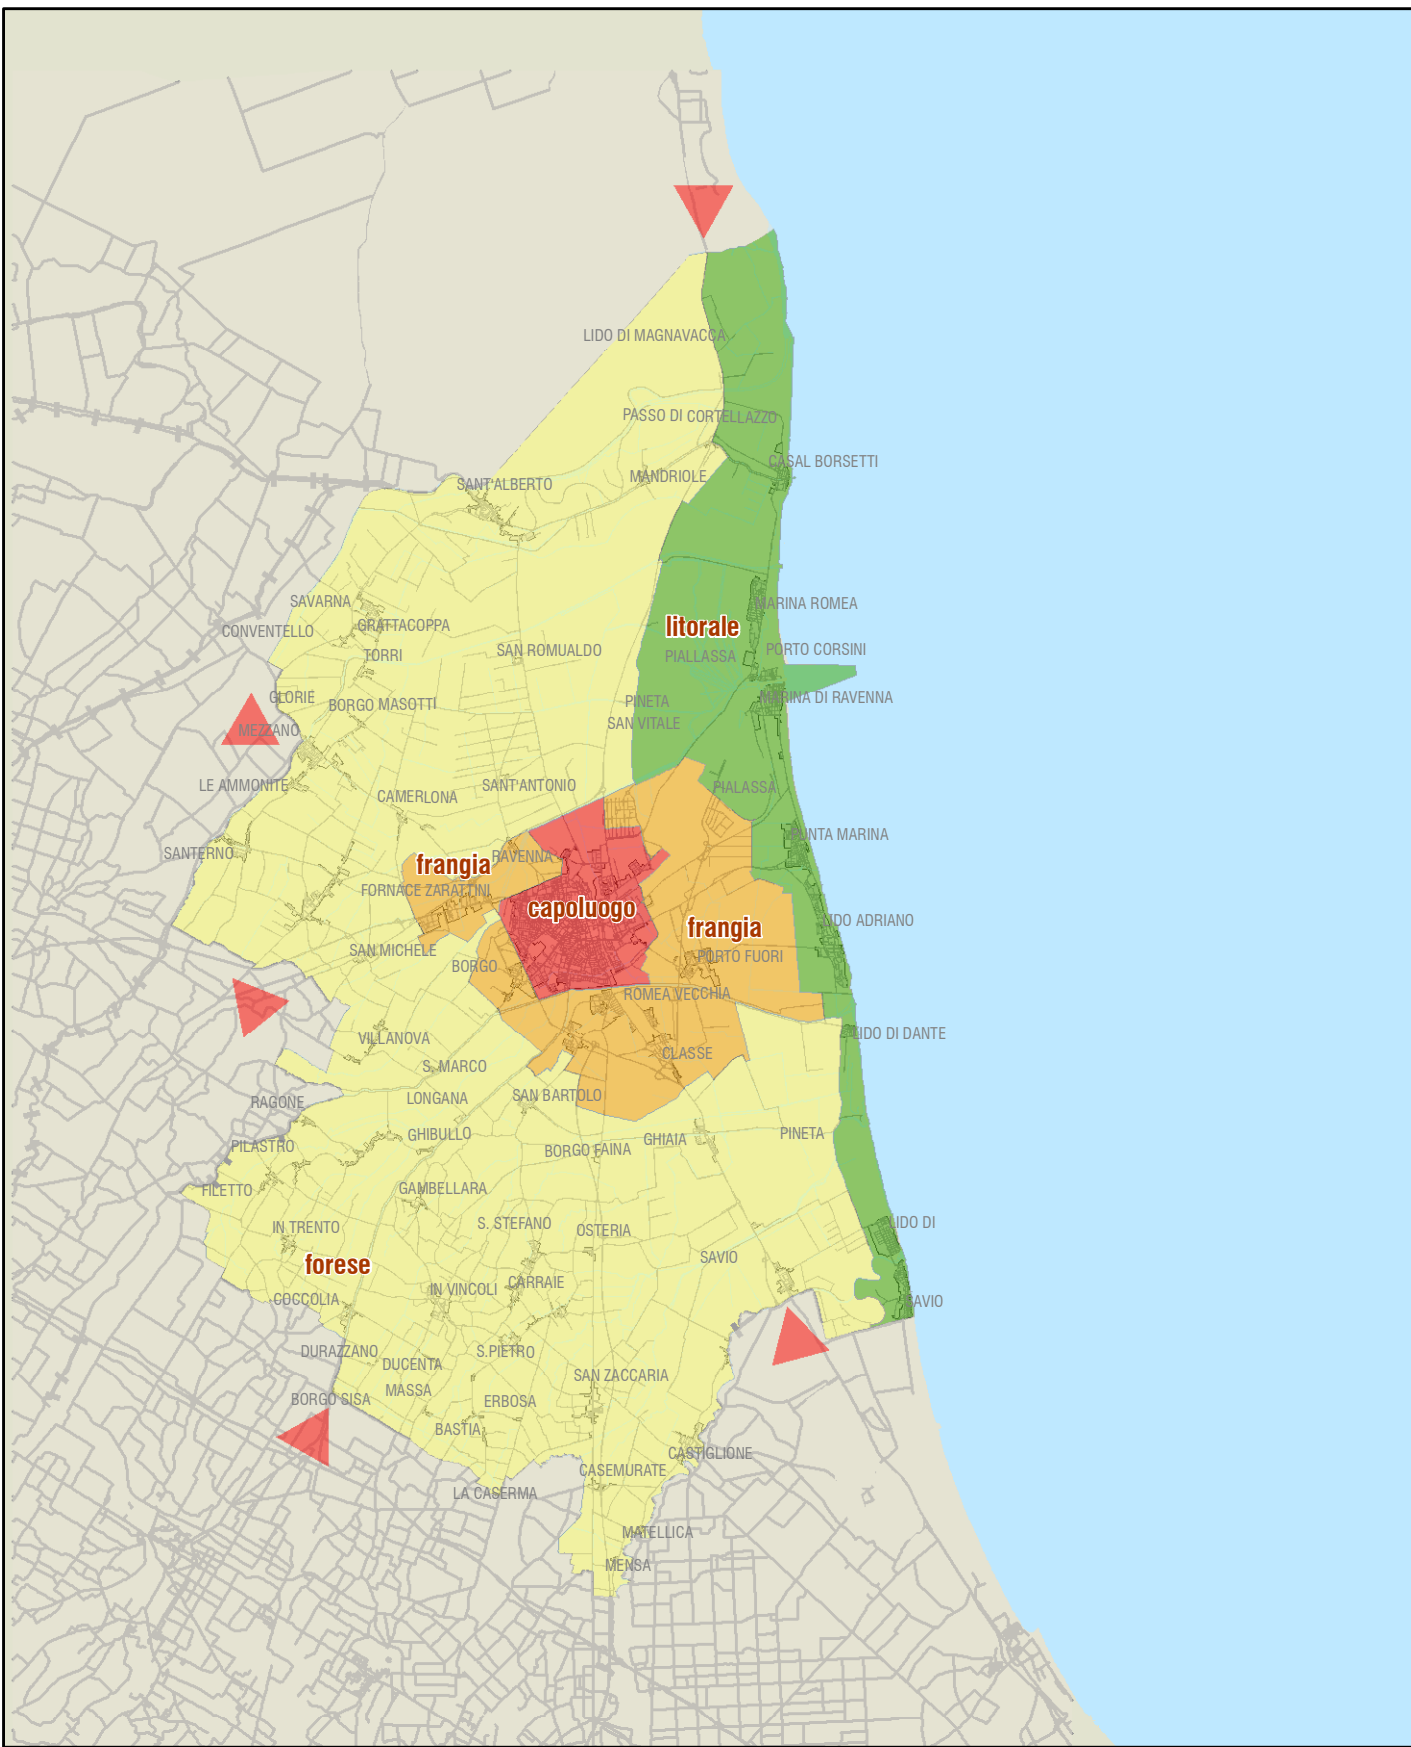 LIDO DI MAGNAVACCA
PASSO DI CORTELLAZZO
CASAL BORSETTI
MANDRIOLE
SANT'ALBERTO
SAVARNA
MARINA ROMEA
CONVENTELLO
GRATTACOPPA
litorale
TORRI
SAN ROMUALDO
PIALLASSA
PORTO CORSINI
GLORIE
BORGO MASOTTI
PINETA
SAN VITALE
MARINA DI RAVENNA
MEZZANO
LE AMMONITE
CAMERLONA
SANT'ANTONIO
PIALASSA
PUNTA MARINA
SANTERNO
frangia
RAVENNA
FORNACE ZARATTINI
capoluogo
frangia
LIDO ADRIANO
SAN MICHELE
BORGO
PORTO FUORI
ROMEA VECCHIA
VILLANOVA
LIDO DI DANTE
S. MARCO
CLASSE
RAGONE
LONGANA
SAN BARTOLO
GHIBULLO
PINETA
PILASTRO
BORGO FAINA
GHIAIA
FILETTO
GAMBELLARA
IN TRENTO
S. STEFANO
OSTERIA
LIDO DI
forese
SAVIO
IN VINCOLI
CARRAIE
COCCOLIA
SAVIO
DURAZZANO
DUCENTA
S.PIETRO
SAN ZACCARIA
MASSA
BORGO SISA
ERBOSA
BASTIA
CASTIGLIONE
CASEMURATE
LA CASERMA
MATELLICA
MENSA